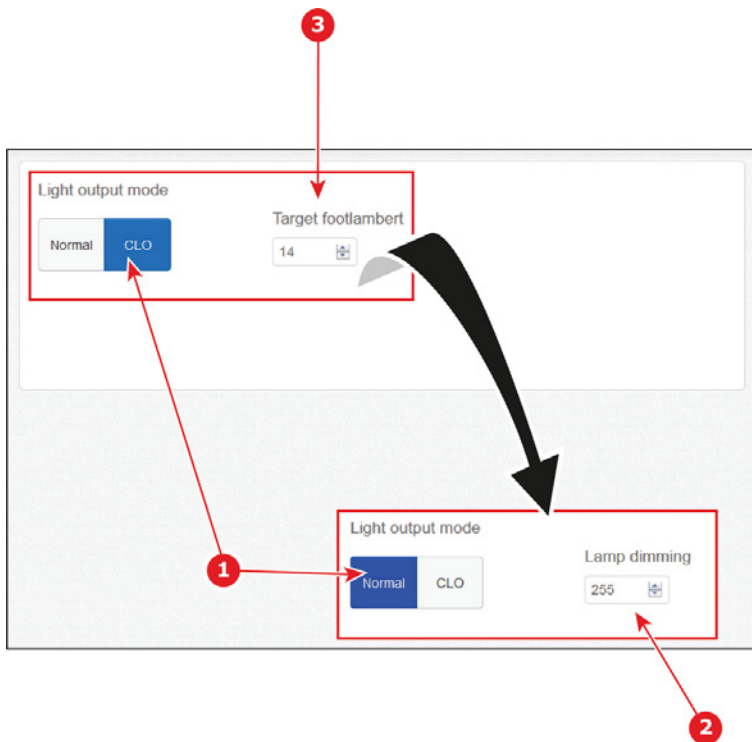 3
Light output mode
Target footlambert
Normal CLO
14
Light output mode
Lamp dimming
1
Normal CLO
255
2